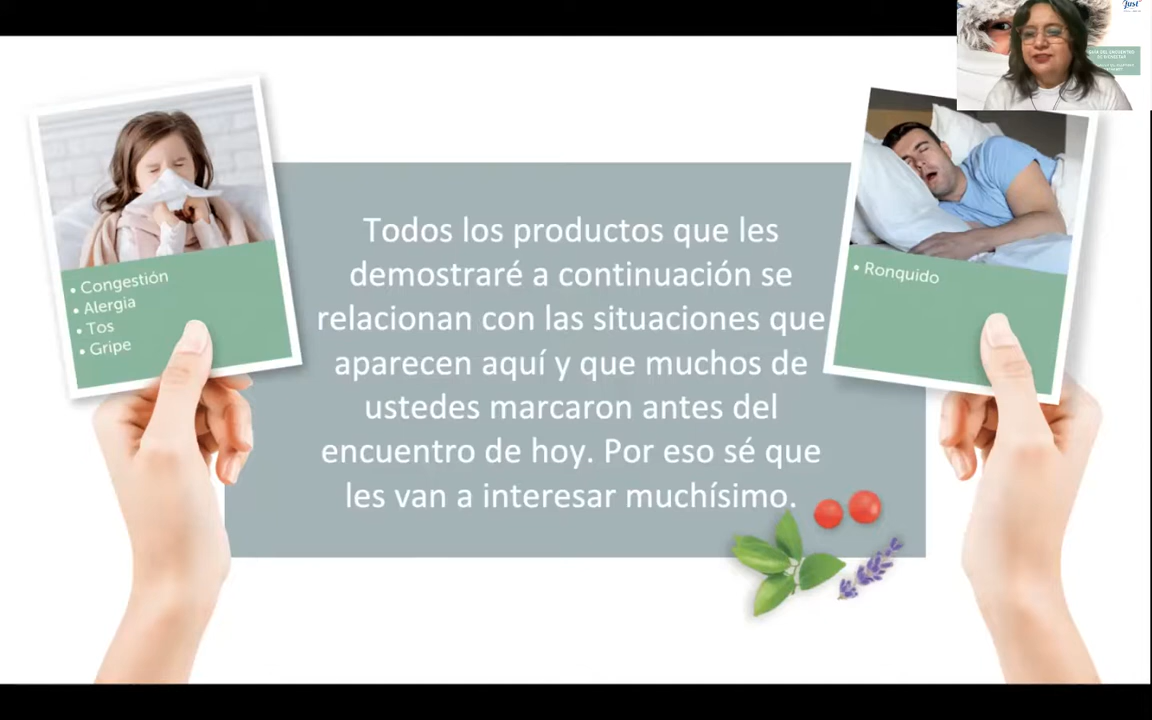 Just
• Congestión
• Alergia
• Tos
• Gripe
Todos los productos que les
demostraré a continuación se
relacionan con las situaciones que
aparecen aquí y que muchos de
ustedes marcaron antes del
encuentro de hoy. Por eso sé que
les van a interesar muchísimo.
• Ronquido